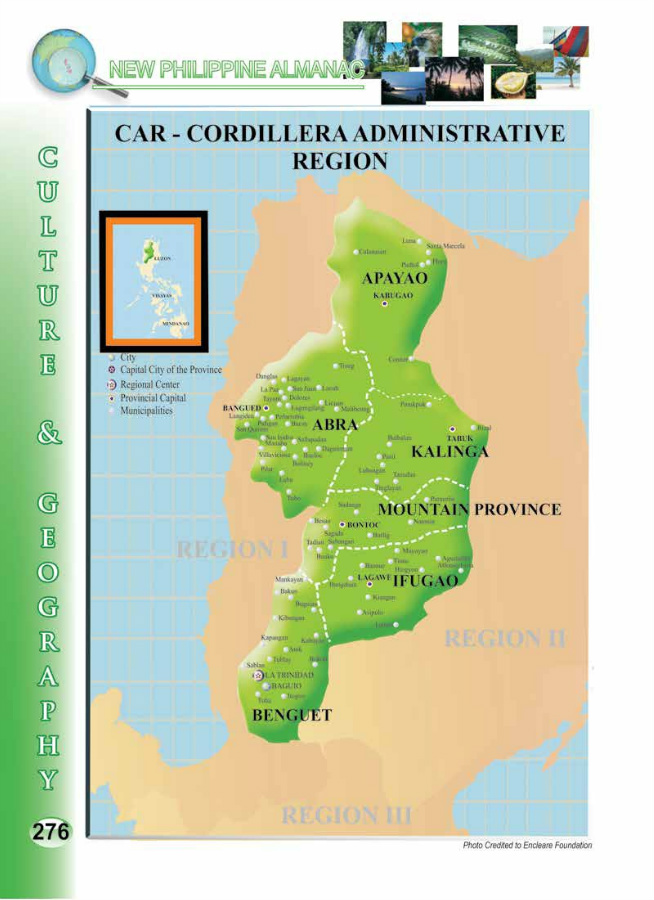 NEW PHILIPPINE ALMANAC
CULTURE & GEOGRAPHY
CAR - CORDILLERA ADMINISTRATIVE
REGION
LUZON
VISAYAS
MINDANAO
City
Capital City of the Province
Regional Center
Provincial Capital
Municipalities
Luna
Santa Marcela
Calanasan
Pudtol
Flora
APAYAO
KABUGAO
Conner
Tineg
Danglas
Lagayan
La Paz
San Juan
Lacub
Tayum
Dolores
Lagangilang
Licuan
Malibcong
BANGUED
Langiden
Peñarrubia
Pidigan
Bucay
San Quintin
ABRA
San Isidro
Sallapadan
Manabo
Daguioman
Villaviciosa
Bucloc
Boliney
Pilar
Luba
Tubo
Pinukpuk
Rizal
TABUK
Balbalan
KALINGA
Pasil
Lubuagan
Tanudan
Tinglayan
Paracelis
Sadanga
MOUNTAIN PROVINCE
Besao
BONTOC
Natonin
Sagada
Barlig
Tadian
Sabangan
Bauko
REGION I
Mayoyao
Banaue
Hingyon
LAGAWE
IFUGAO
Hungduan
Kiangan
Asipulo
Lamut
Mankayan
Bakun
Buguias
Kibungan
Kapangan
Kabayan
Atok
Tublay
Bokod
Sablan
LA TRINIDAD
BAGUIO
Tuba
Itogon
BENGUET
REGION II
REGION III
276
Photo Credited to Encleare Foundation